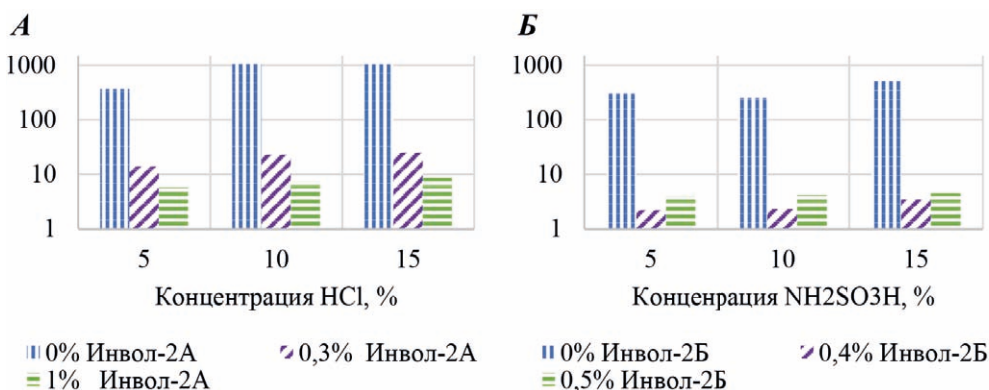 А
1000
100
10
1
5 10 15
Концентрация HCl, %
0% Инвол-2А 0,3% Инвол-2А
1% Инвол-2А
Б
1000
100
10
1
5 10 15
Конценрация NH2SO3H, %
0% Инвол-2Б 0,4% Инвол-2Б
0,5% Инвол-2Б